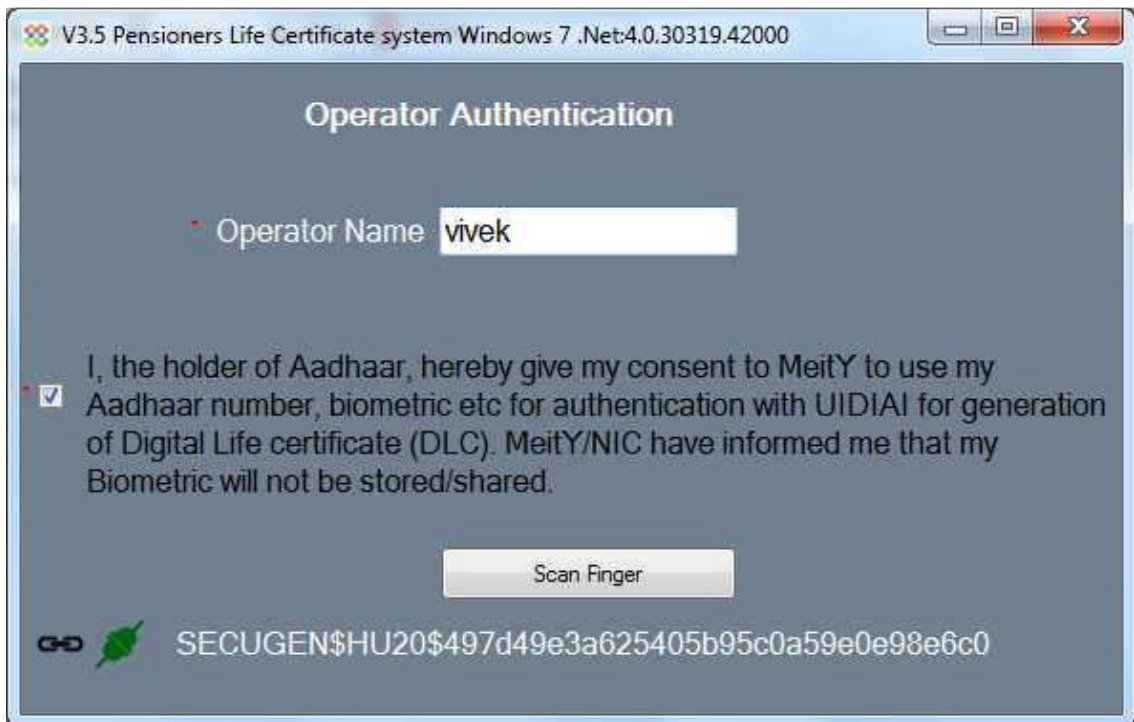 V3.5 Pensioners Life Certificate system Windows 7 .Net:4.0.30319.42000
Operator Authentication
* Operator Name vivek
* I, the holder of Aadhaar, hereby give my consent to MeitY to use my
Aadhaar number, biometric etc for authentication with UIDIAI for generation
of Digital Life certificate (DLC). MeitY/NIC have informed me that my
Biometric will not be stored/shared.
Scan Finger
SECUGEN$HU20$497d49e3a625405b95c0a59e0e98e6c0